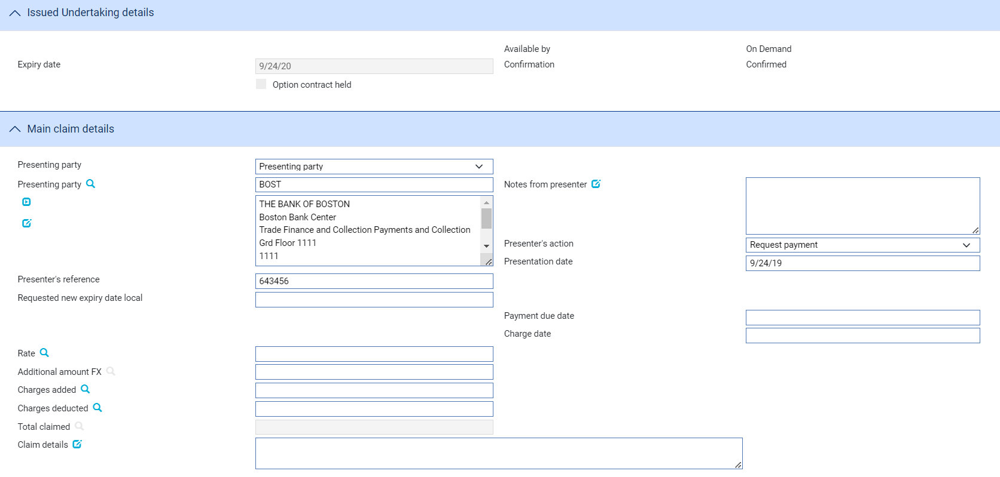 Issued Undertaking details
Available by On Demand
Expiry date 9/24/20 Confirmation Confirmed
Option contract held
Main claim details
Presenting party Presenting party
Presenting party BOST Notes from presenter
THE BANK OF BOSTON
Boston Bank Center
Trade Finance and Collection Payments and Collection
Grd Floor 1111
1111
Presenter's action Request payment
Presentation date 9/24/19
Presenter's reference 643456
Requested new expiry date local
Payment due date
Charge date
Rate
Additional amount FX
Charges added
Charges deducted
Total claimed
Claim details